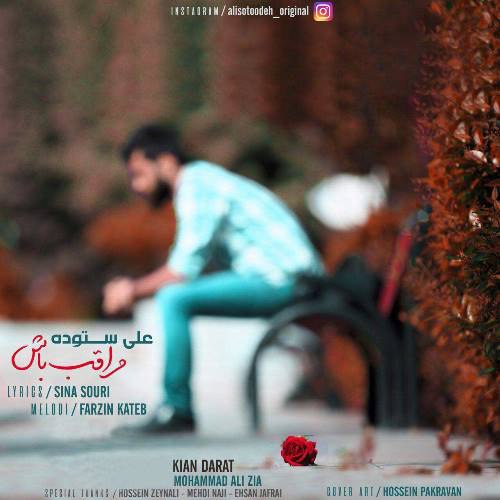 INSTAGRAM / alisotoodeh_original
علی ستوده
مراقب باش
LYRICS / SINA SOURI
MELODI / FARZIN KATEB
KIAN DARAT
MOHAMMAD ALI ZIA
SPECIAL THANKS / HOSSEIN ZEYNALI - MEHDI NAJI - EHSAN JAFRAI
COVER ART / HOSSEIN PAKRAVAN